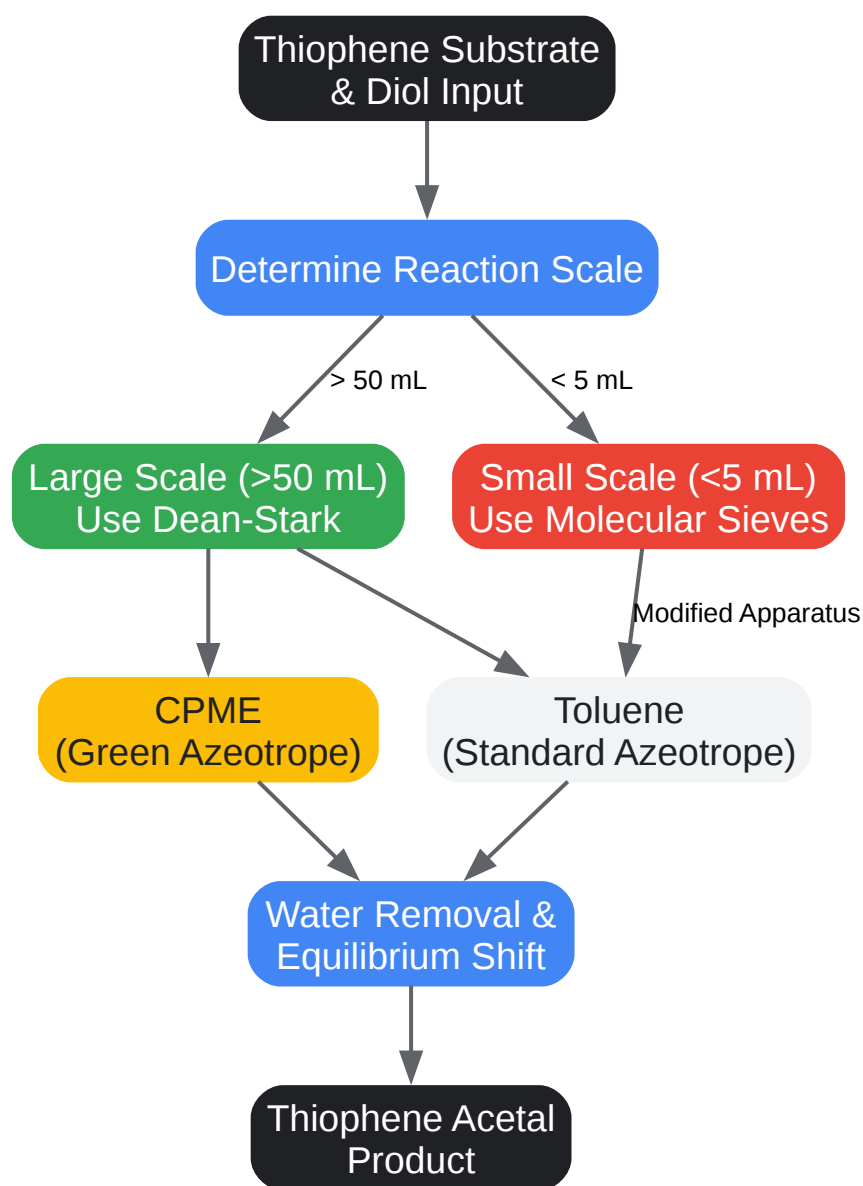 Thiophene Substrate
& Diol Input
Determine Reaction Scale
> 50 mL
< 5 mL
Large Scale (>50 mL)
Use Dean-Stark
Small Scale (<5 mL)
Use Molecular Sieves
Modified Apparatus
CPME
(Green Azeotrope)
Toluene
(Standard Azeotrope)
Water Removal &
Equilibrium Shift
Thiophene Acetal
Product